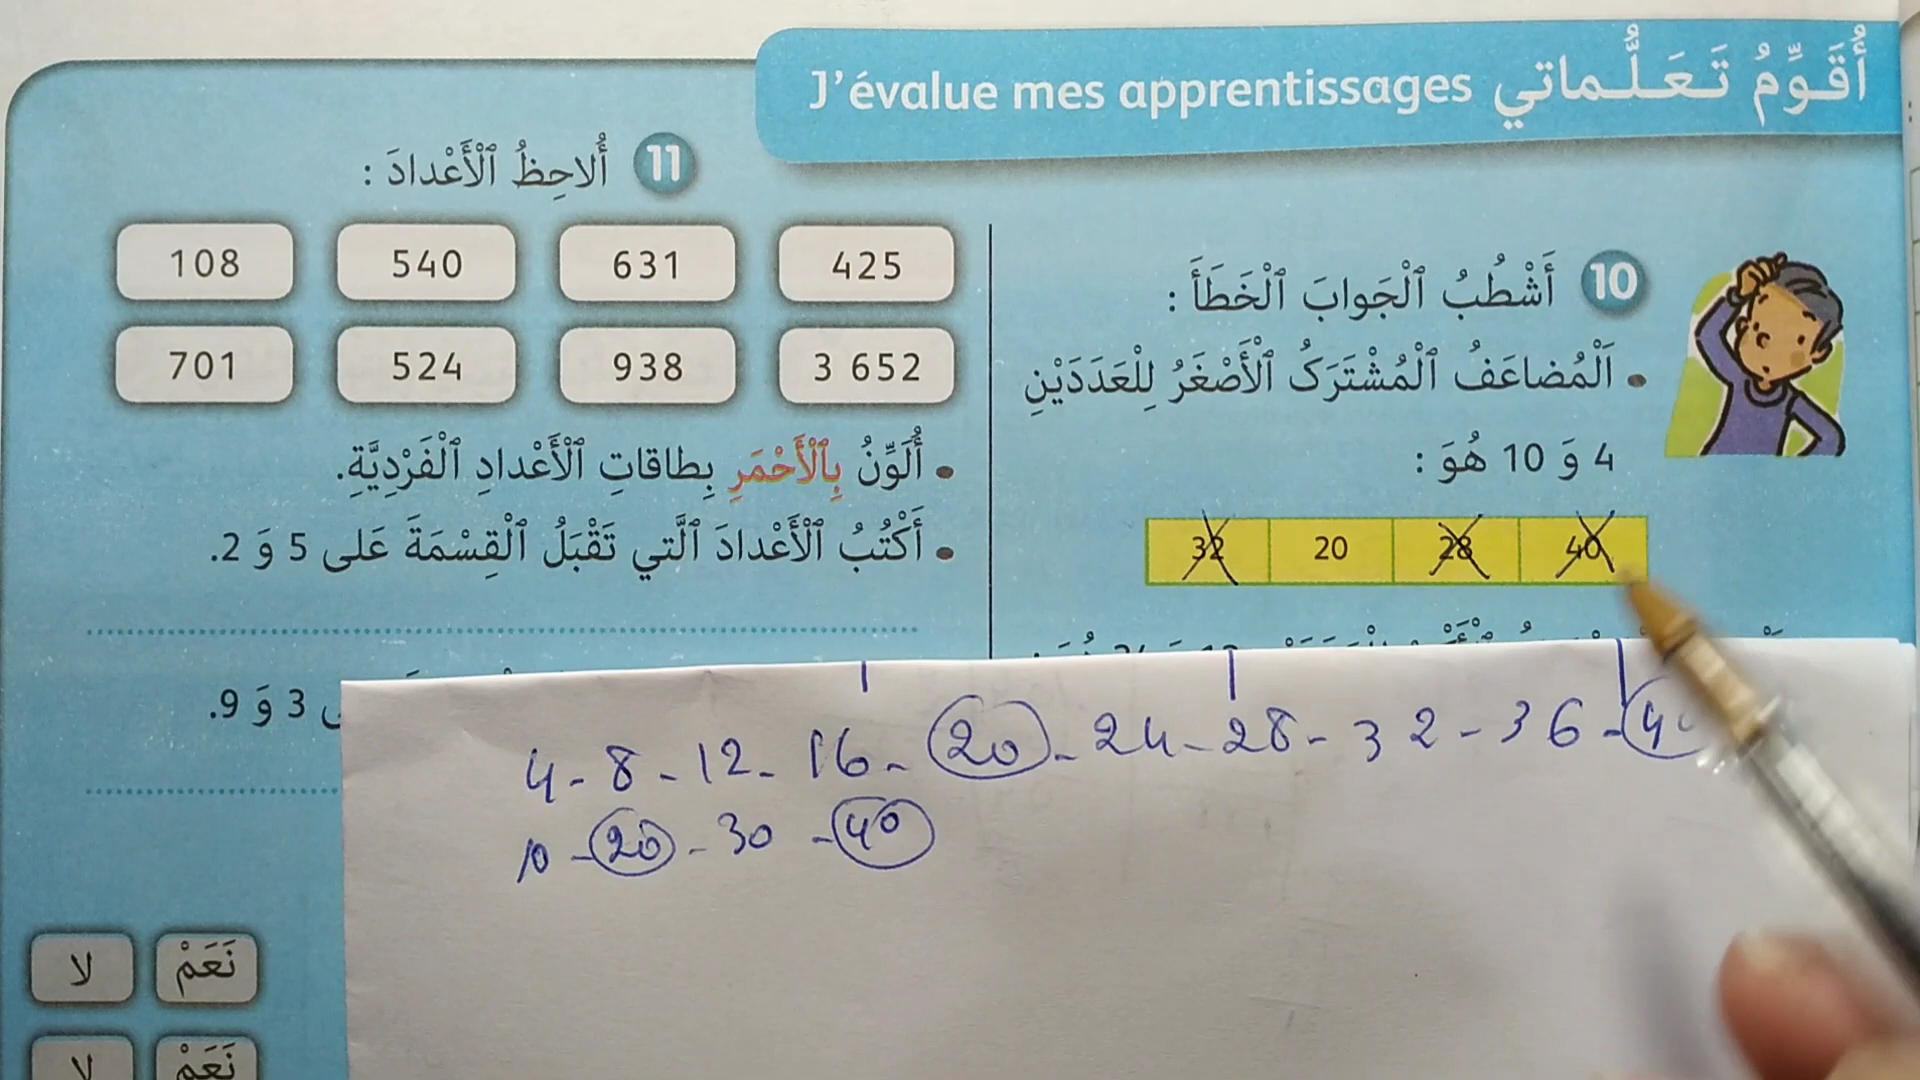 J'évalue mes apprentissages أُقَوِّمُ تَعَلُّماتي
10 أَشْطُبُ ٱلْجَوابَ ٱلْخَطَأَ :
• اَلْمُضاعَفُ ٱلْمُشْتَرَكُ ٱلْأَصْغَرُ لِلْعَدَدَيْنِ
4 وَ 10 هُوَ :
40 28 20 32
11 أُلاحِظُ ٱلْأَعْدادَ :
425 631 540 108
3 652 938 524 701
• أُلَوِّنُ بِٱلْأَحْمَرِ بِطاقاتِ ٱلْأَعْدادِ ٱلْفَرْدِيَّةِ.
• أَكْتُبُ ٱلْأَعْدادَ ٱلَّتي تَقْبَلُ ٱلْقِسْمَةَ عَلى 5 وَ 2.
3 وَ 9.
4 - 8 - 12 - 16 - 20 - 24 - 28 - 32 - 36 - 40
10 - 20 - 30 - 40
نَعَمْ لا
نَعَمْ لا